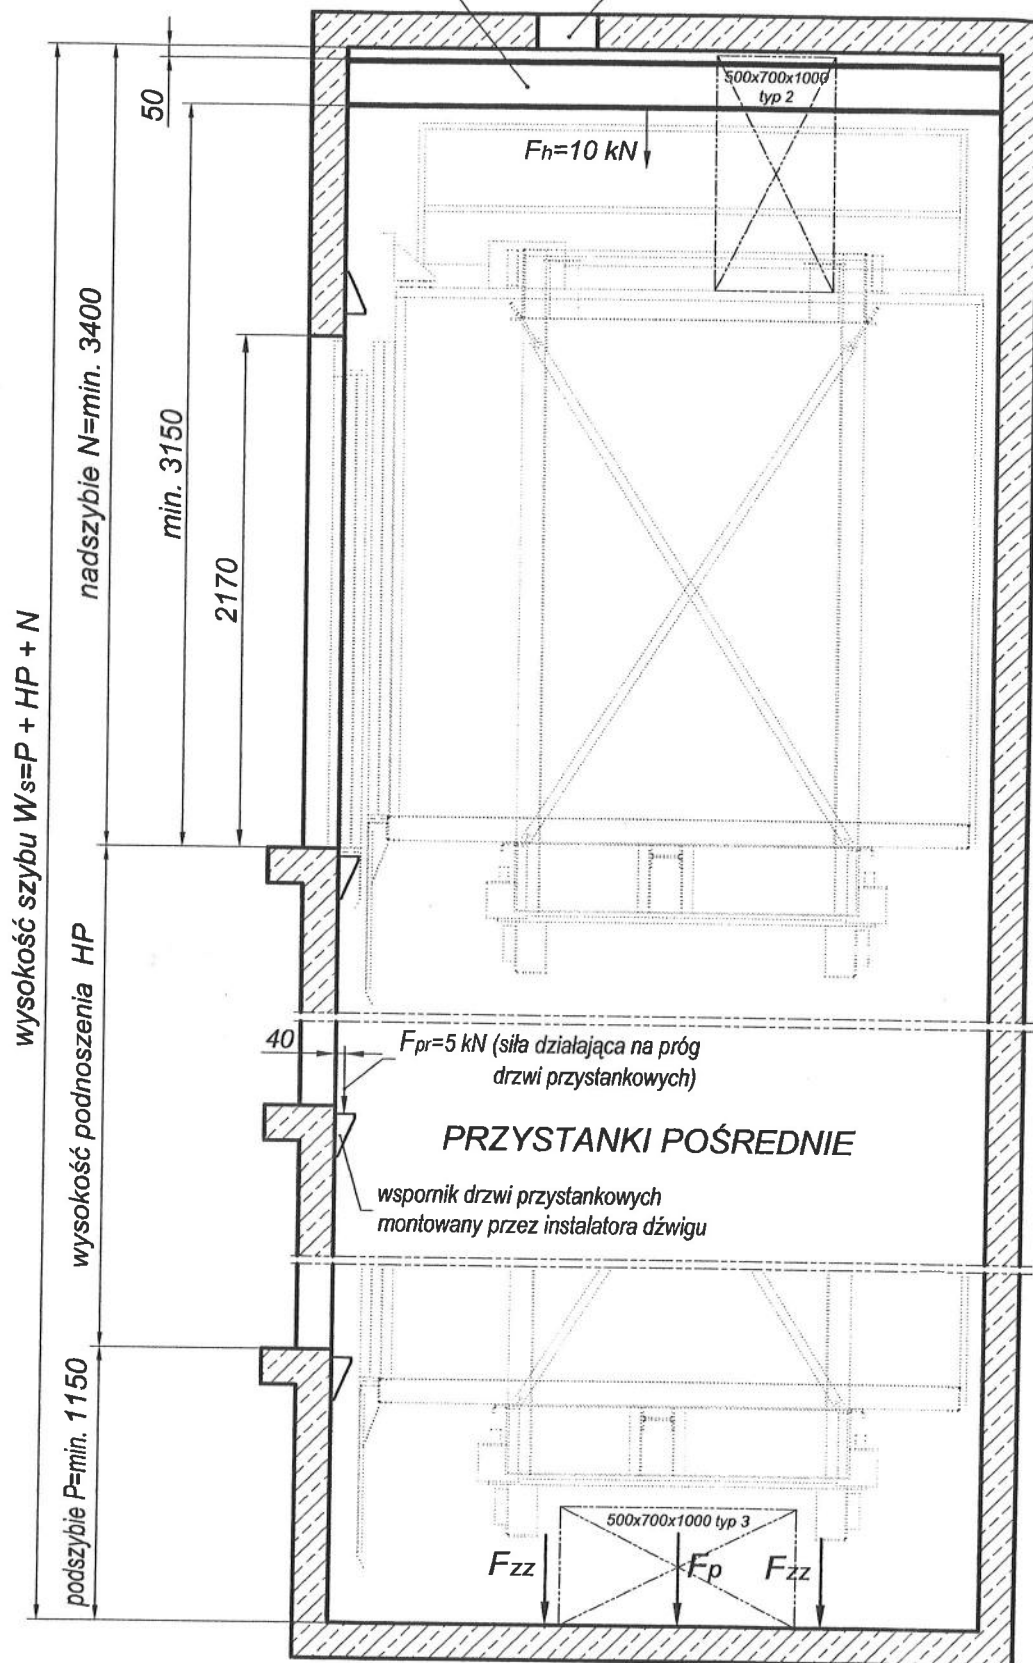 50
500x700x1000
typ 2
Fh=10 kN
wysokość szybu Ws=P + HP + N
nadszybie N=min. 3400
min. 3150
2170
wysokość podnoszenia HP
40
Fpr=5 kN (siła działająca na próg
drzwi przystankowych)
PRZYSTANKI POŚREDNIE
wspornik drzwi przystankowych
montowany przez instalatora dźwigu
podszybie P=min. 1150
500x700x1000 typ 3
Fzz
Fp
Fzz